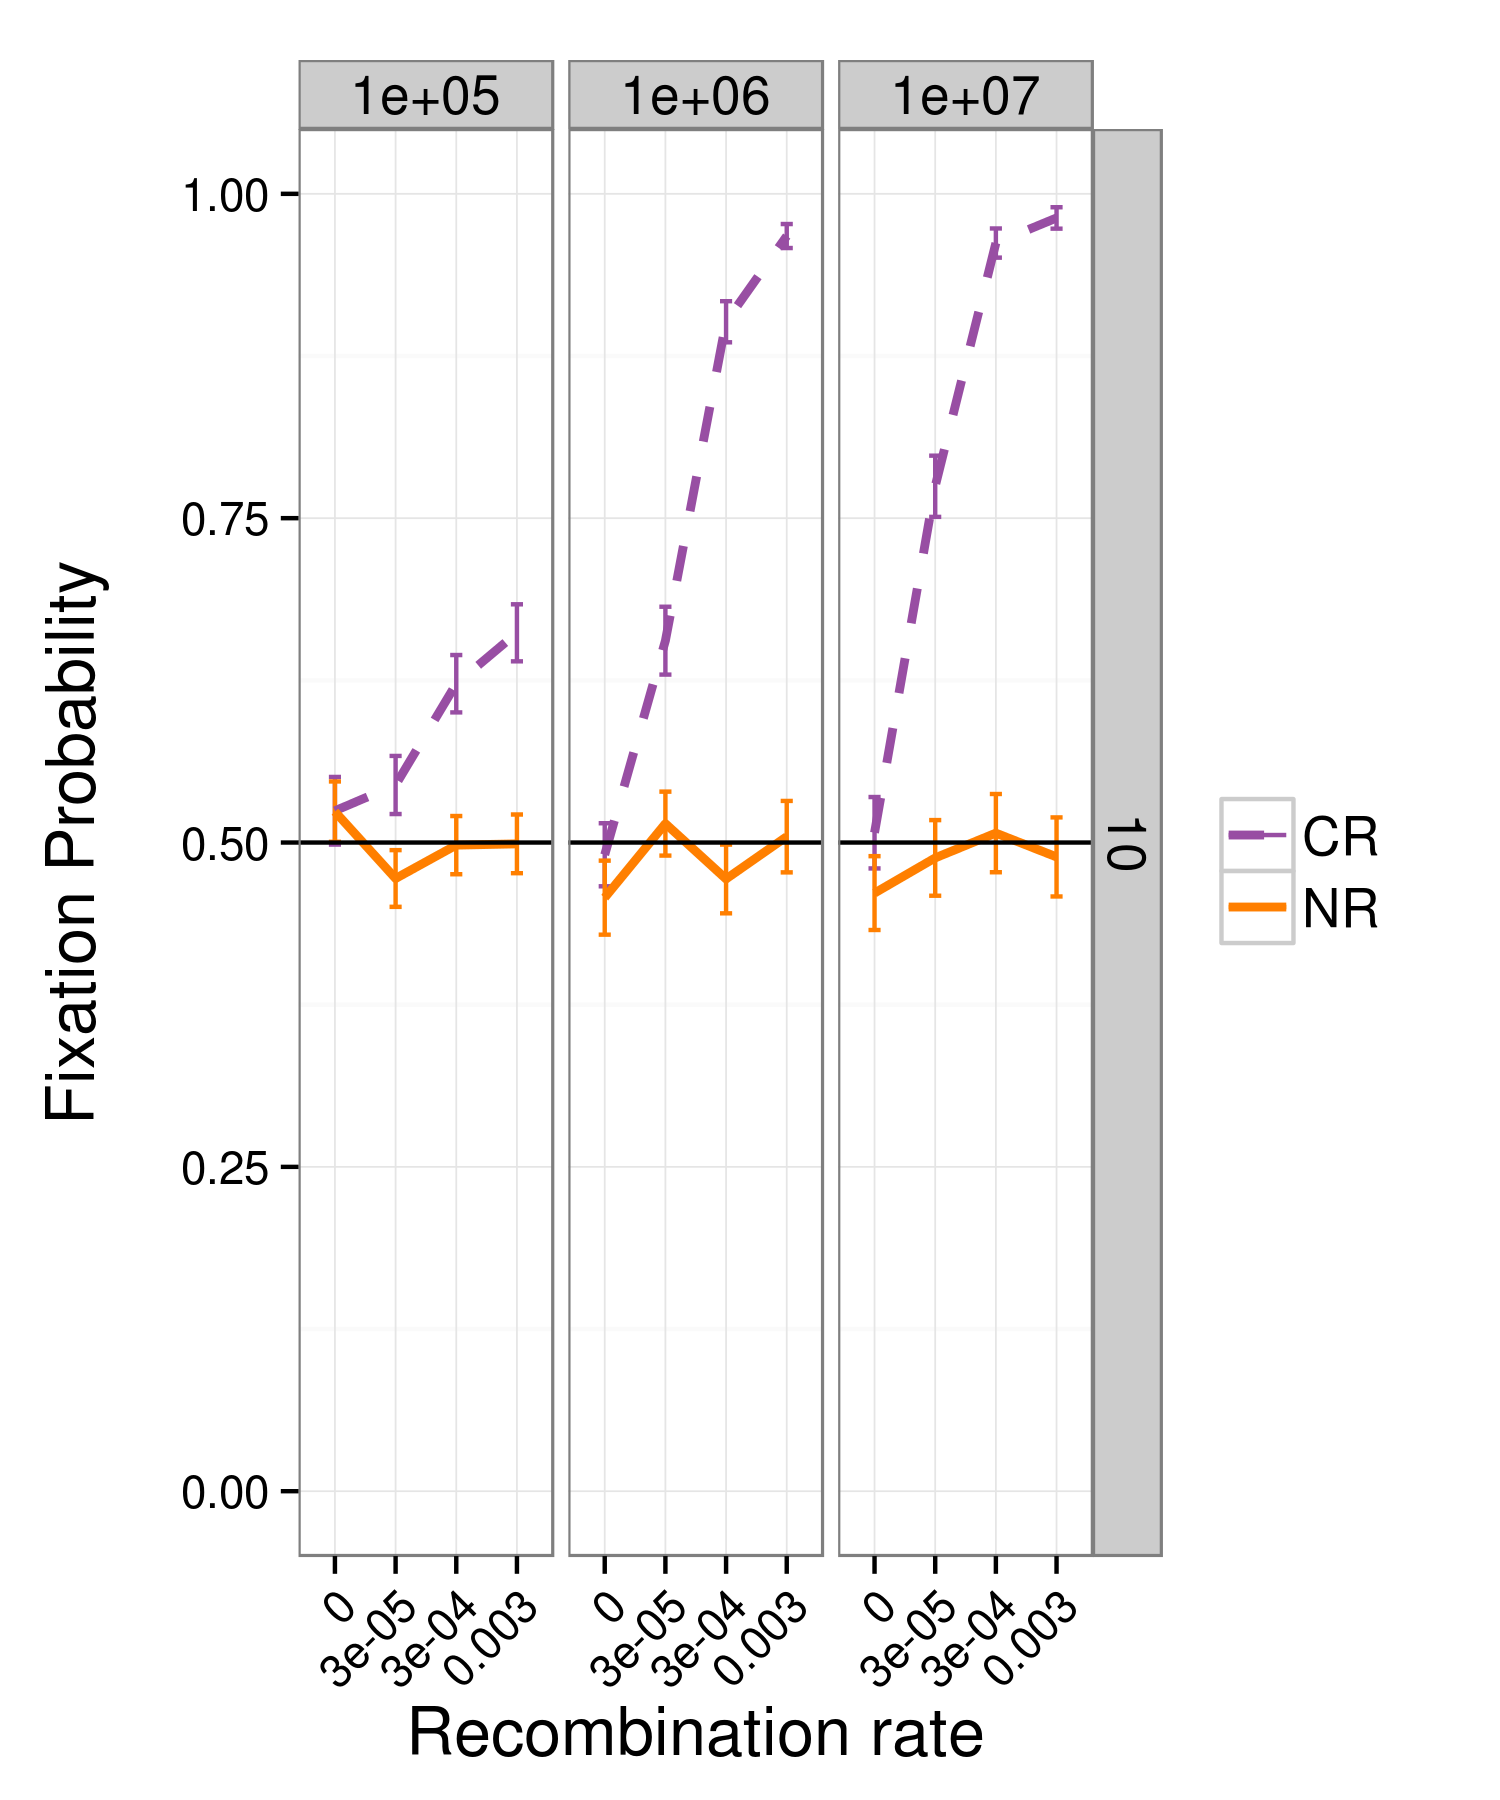 1e+05 1e+06 1e+07
1.00
0.75
0.50
0.25
0.00
Fixation Probability
10
CR
NR
0 3e-05 3e-04 0.003 0 3e-05 3e-04 0.003 0 3e-05 3e-04 0.003
Recombination rate